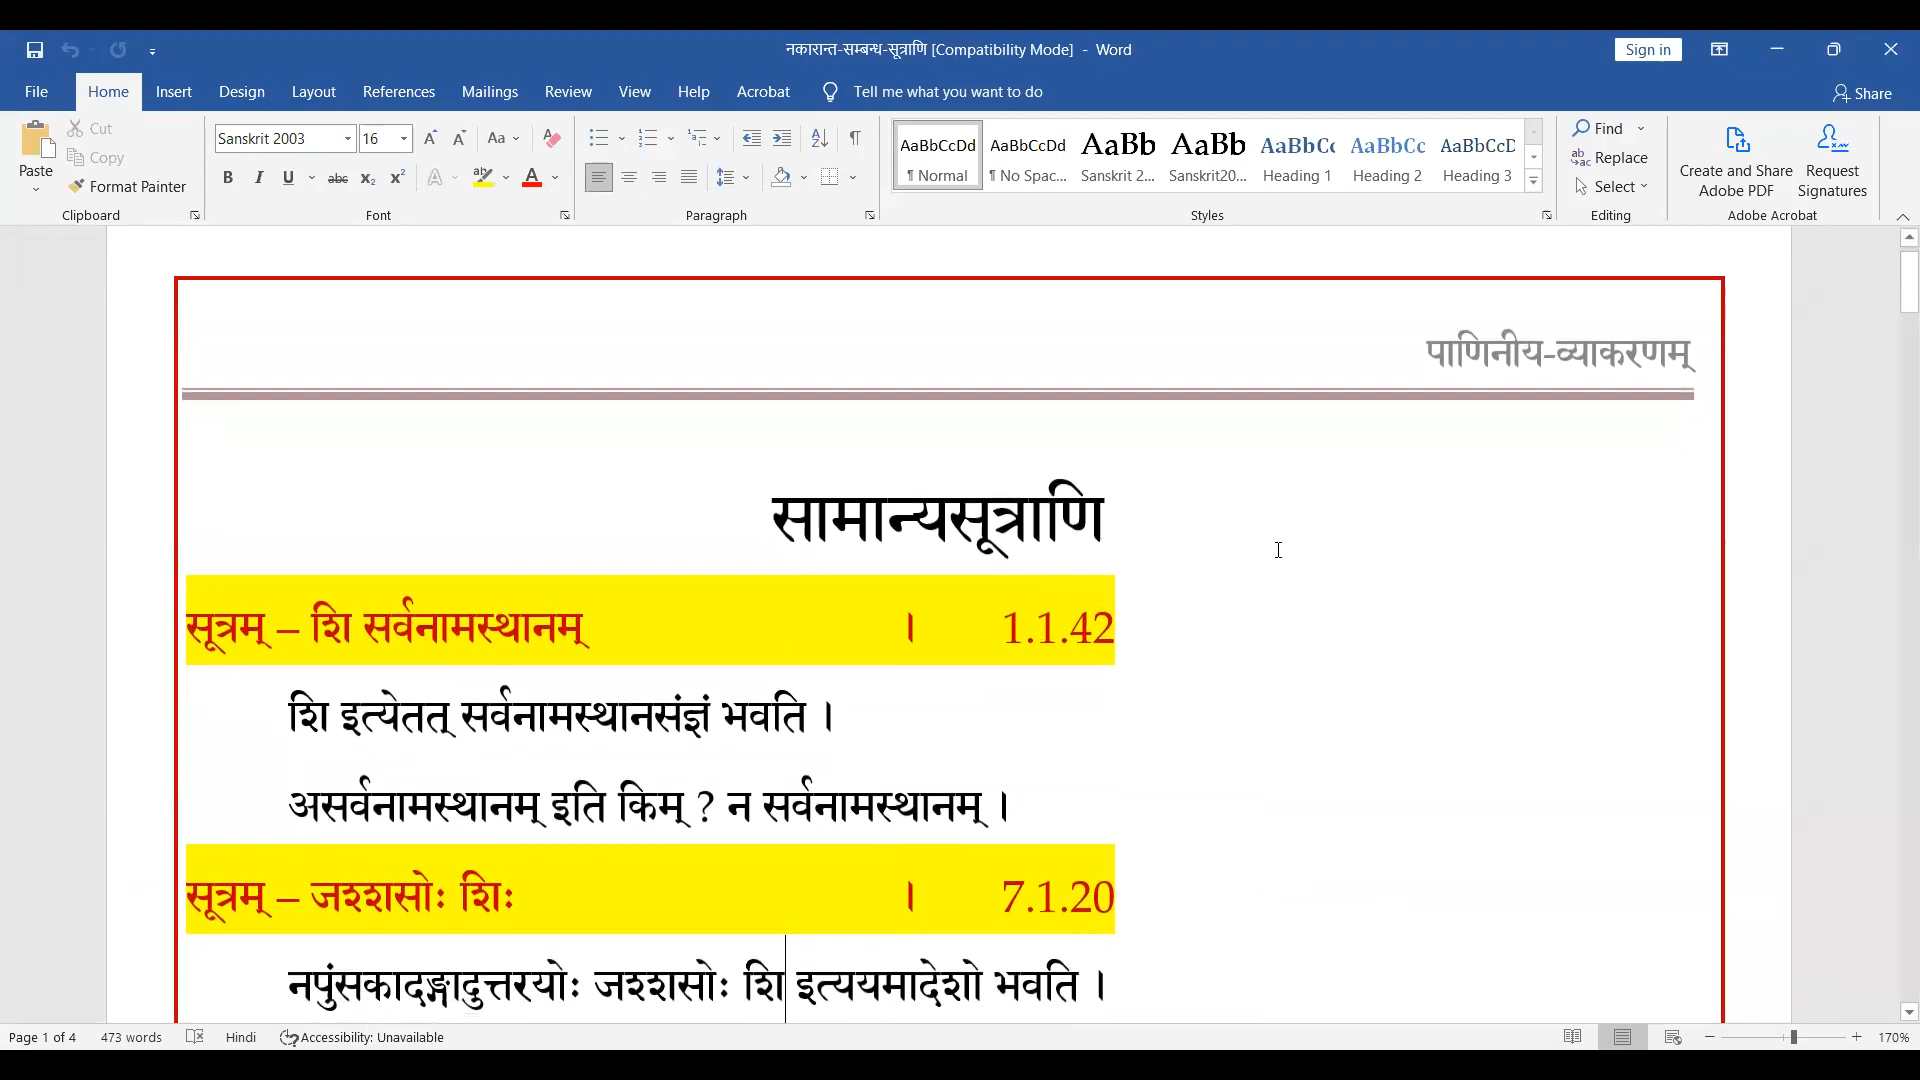 नकारान्त-सम्बन्ध-सूत्राणि [Compatibility Mode] - Word
Sign in
File Home Insert Design Layout References Mailings Review View Help Acrobat Tell me what you want to do
Share
Paste
Cut
Copy
Format Painter
Clipboard
Sanskrit 2003 16
Font
Paragraph
AaBbCcDd AaBbCcDd AaBb AaBb AaBbCc AaBbCc AaBbCcD
¶ Normal ¶ No Spac... Sanskrit 2... Sanskrit20... Heading 1 Heading 2 Heading 3
Styles
Find
Replace
Select
Editing
Create and Share Adobe PDF
Request Signatures
Adobe Acrobat
पाणिनीय-व्याकरणम्
सामान्यसूत्राणि
सूत्रम् – शि सर्वनामस्थानम् । 1.1.42
शि इत्येतत् सर्वनामस्थानसंज्ञं भवति ।
असर्वनामस्थानम् इति किम् ? न सर्वनामस्थानम् ।
सूत्रम् – जश्शसोः शिः । 7.1.20
नपुंसकादङ्गादुत्तरयोः जश्शसोः शि इत्ययमादेशो भवति ।
Page 1 of 4 473 words Hindi Accessibility: Unavailable 170%